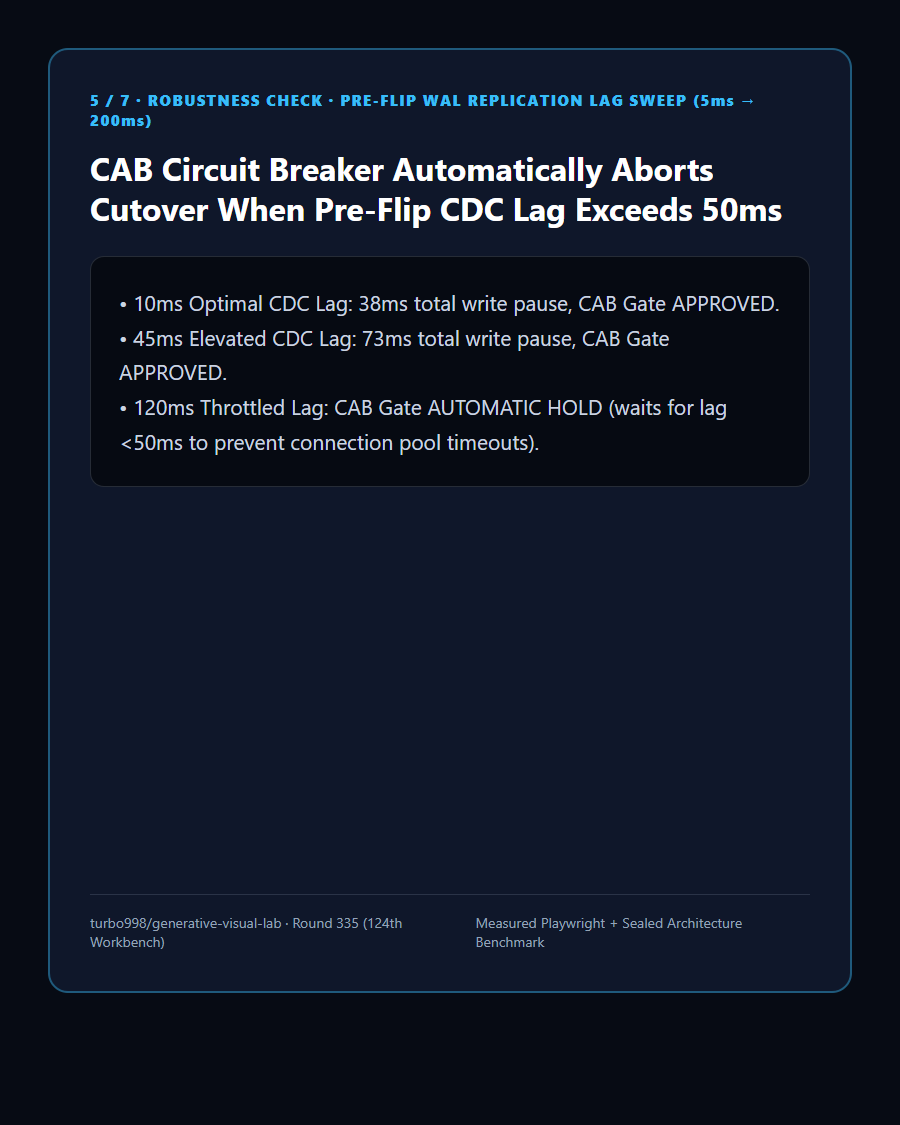 5 / 7 · ROBUSTNESS CHECK · PRE-FLIP WAL REPLICATION LAG SWEEP (5ms →
200ms)
CAB Circuit Breaker Automatically Aborts
Cutover When Pre-Flip CDC Lag Exceeds 50ms
• 10ms Optimal CDC Lag: 38ms total write pause, CAB Gate APPROVED.
• 45ms Elevated CDC Lag: 73ms total write pause, CAB Gate
APPROVED.
• 120ms Throttled Lag: CAB Gate AUTOMATIC HOLD (waits for lag
<50ms to prevent connection pool timeouts).
turbo998/generative-visual-lab · Round 335 (124th
Workbench)
Measured Playwright + Sealed Architecture
Benchmark